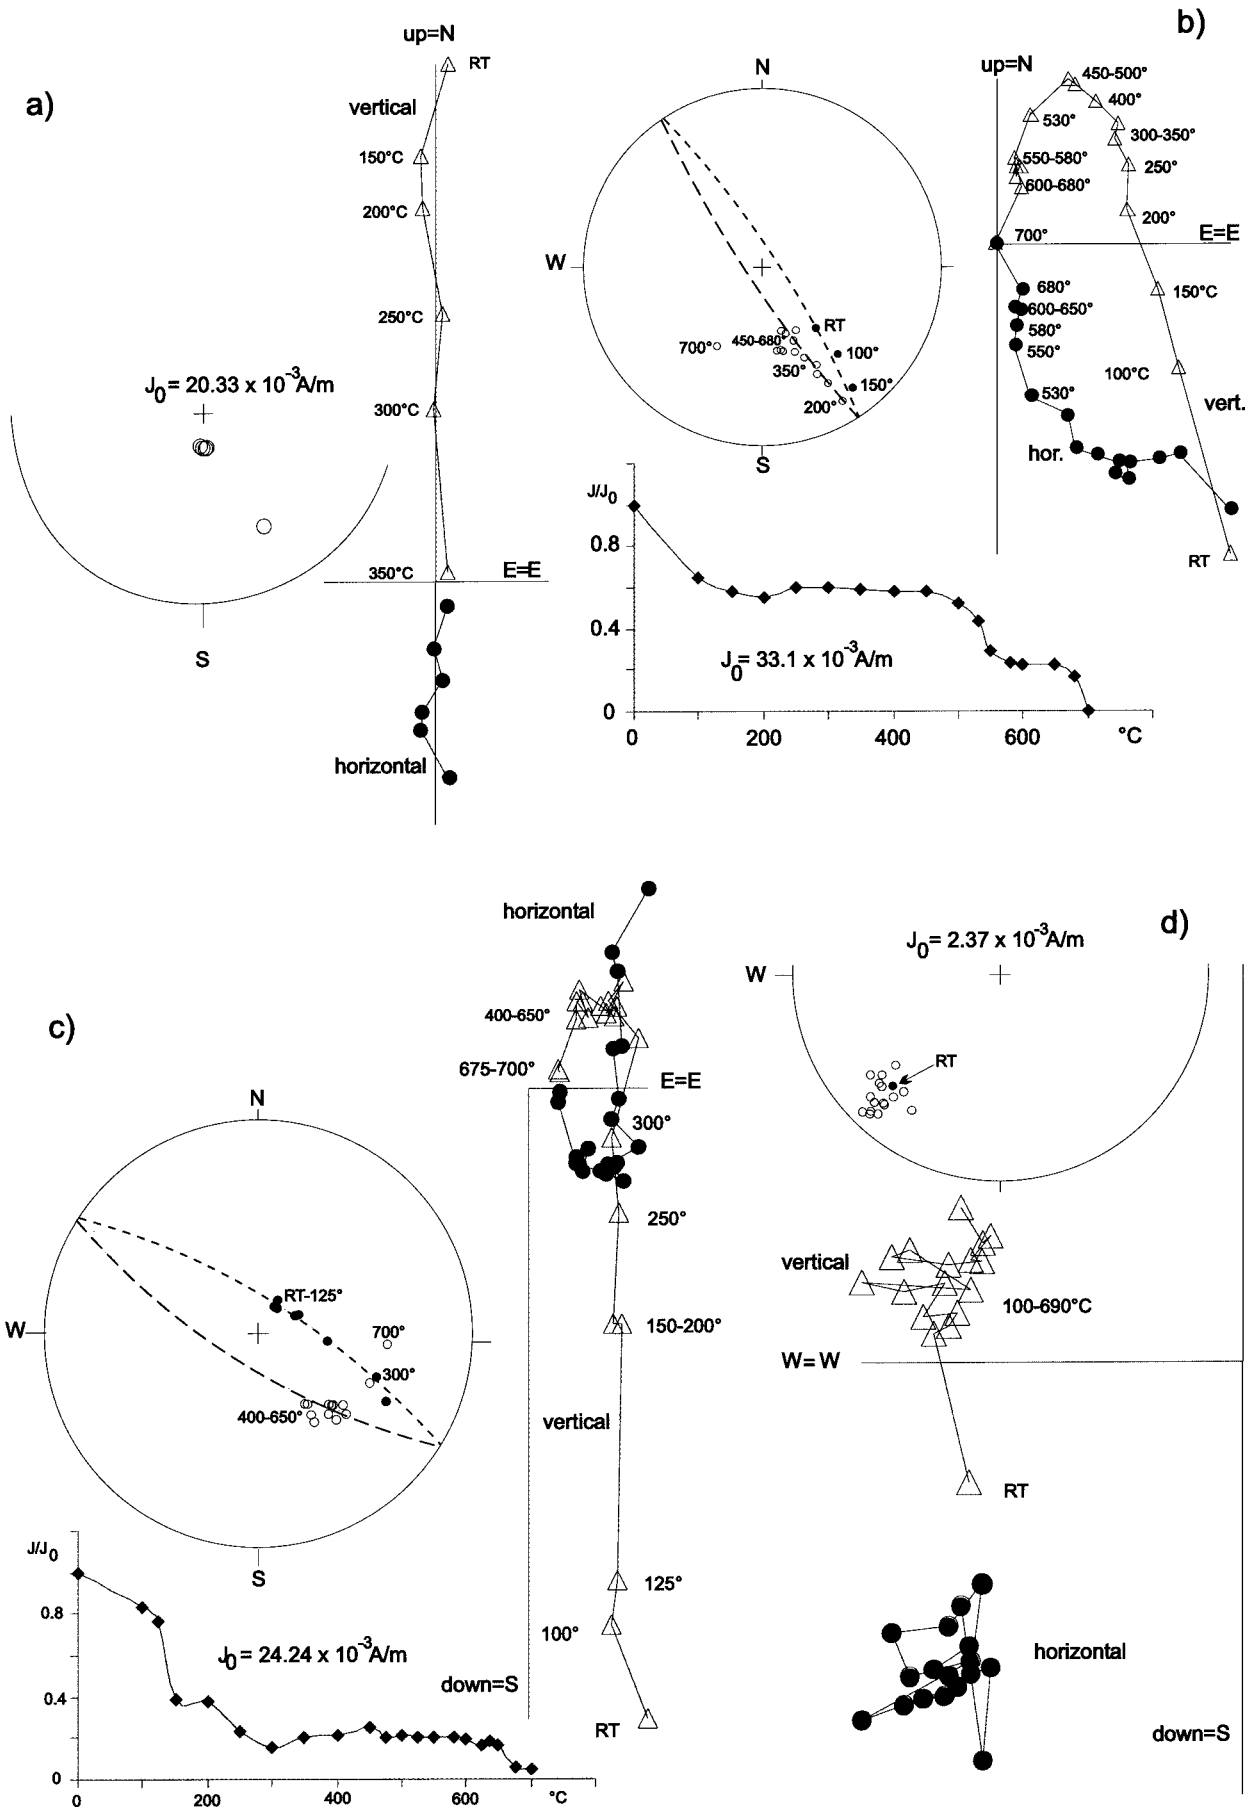 a)
up=N
RT
vertical
150°C
200°C
250°C
300°C
350°C
E=E
horizontal
J0= 20.33 x 10-3A/m
S
b)
N
W
S
RT
450-680°
700°
100°
350°
150°
200°
up=N
450-500°
400°
530°
300-350°
550-580°
250°
600-680°
200°
700°
E=E
680°
150°C
600-650°
580°
550°
100°C
530°
vert.
hor.
RT
J/J0
0.8
0.4
0
J0= 33.1 x 10-3A/m
0
200
400
600
°C
c)
horizontal
400-650°
675-700°
E=E
300°
250°
150-200°
vertical
125°
100°
down=S
RT
N
W
S
RT-125°
700°
300°
400-650°
J/J0
0.8
0.4
0
J0= 24.24 x 10-3A/m
0
200
400
600
°C
d)
J0= 2.37 x 10-3A/m
W
RT
vertical
100-690°C
W= W
RT
horizontal
down=S